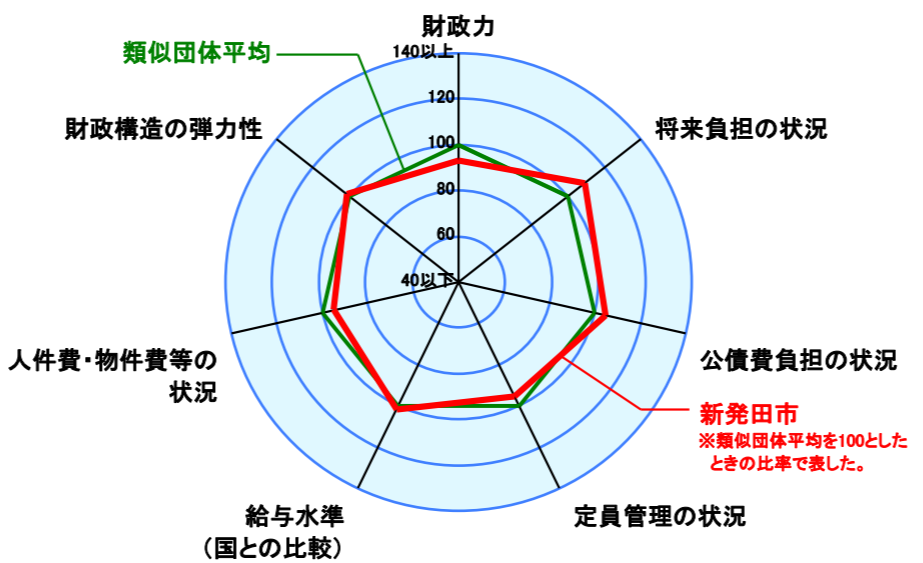 財政力
類似団体平均
140以上
120
100
80
60
40以下
財政構造の弾力性
将来負担の状況
人件費・物件費等の
状況
公債費負担の状況
新発田市
※類似団体平均を100とした
ときの比率で表した。
給与水準
(国との比較)
定員管理の状況